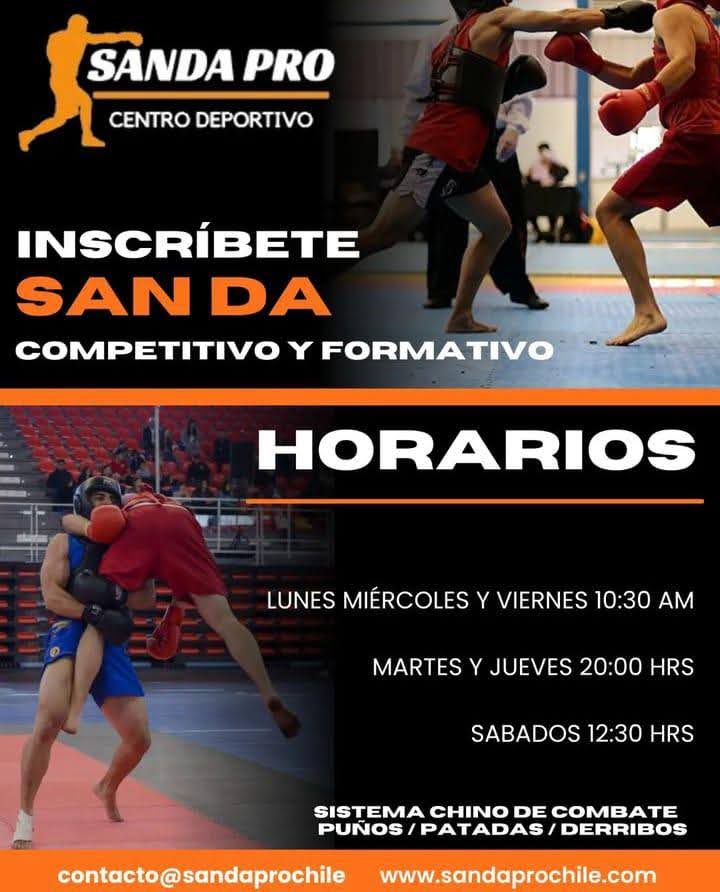 SANDA PRO
CENTRO DEPORTIVO
INSCRÍBETE
SAN DA
COMPETITIVO Y FORMATIVO
HORARIOS
LUNES MIÉRCOLES Y VIERNES 10:30 AM
MARTES Y JUEVES 20:00 HRS
SABADOS 12:30 HRS
SISTEMA CHINO DE COMBATE
PUÑOS / PATADAS / DERRIBOS
contacto@sandaprochile www.sandaprochile.com